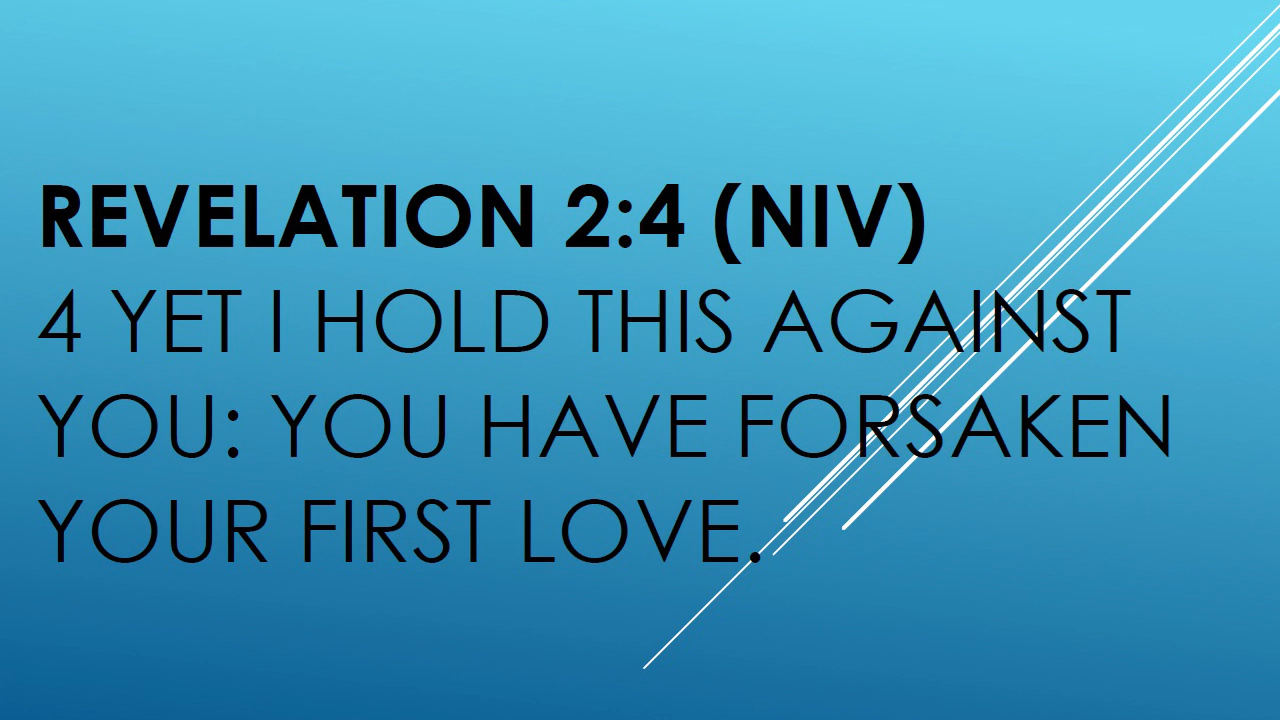 REVELATION 2:4 (NIV)
4 YET I HOLD THIS AGAINST
YOU: YOU HAVE FORSAKEN
YOUR FIRST LOVE.